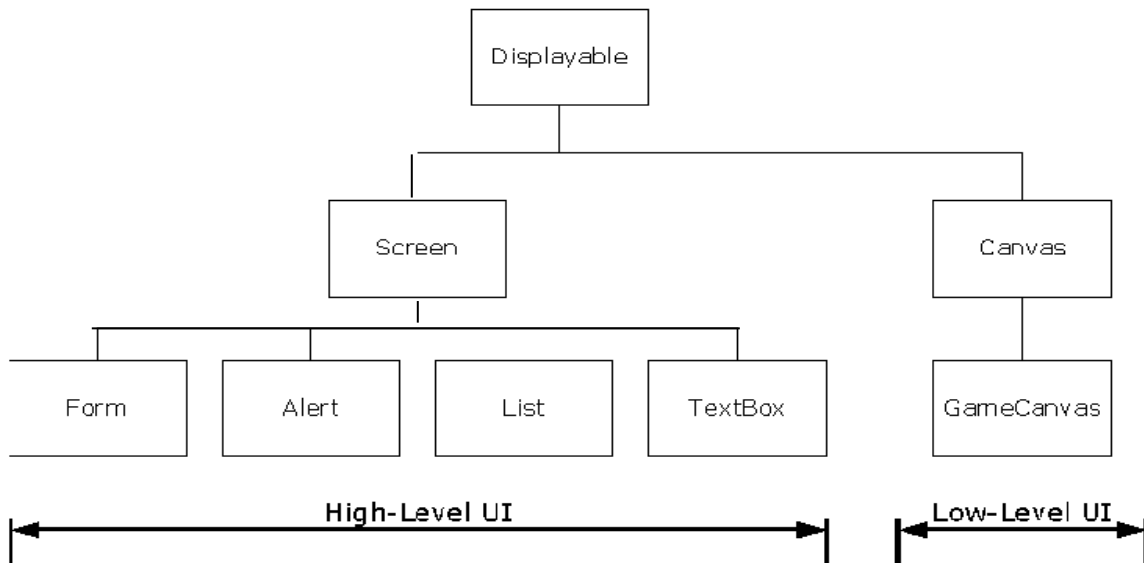 Displayable
Screen
Canvas
Form
Alert
List
TextBox
GameCanvas
High-Level UI
Low-Level UI